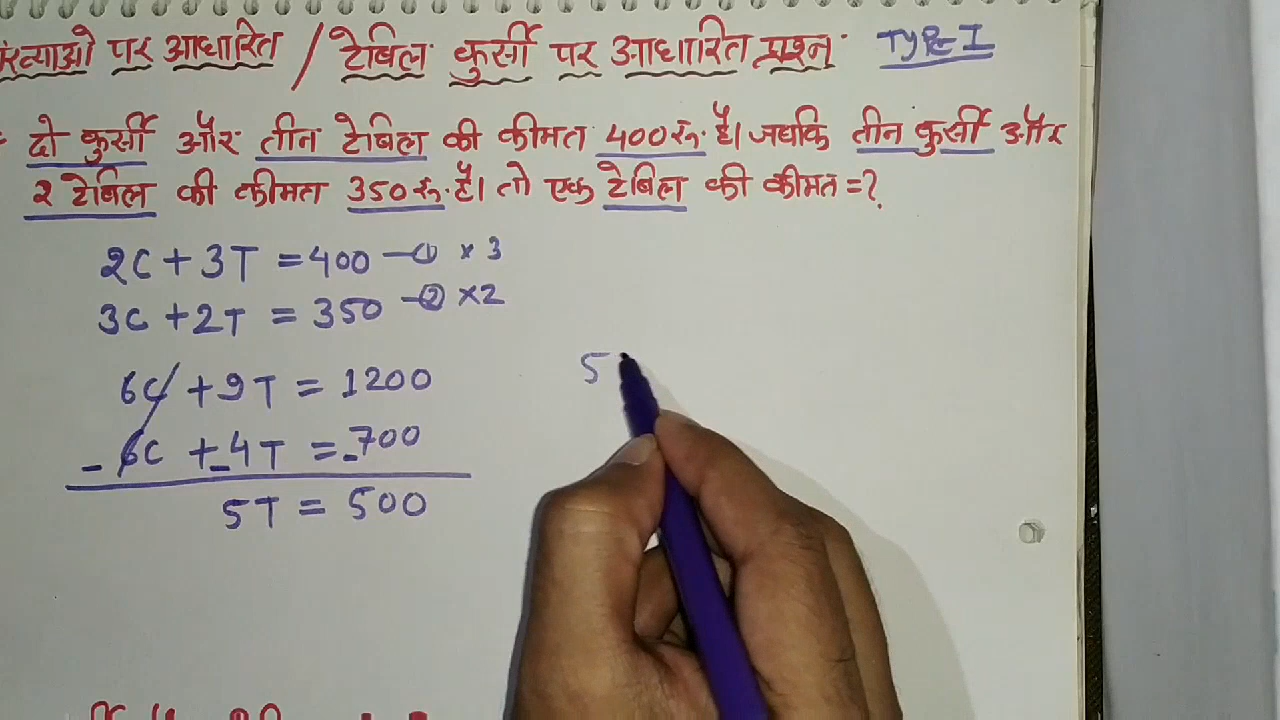 पर आधारित / टेबिल कुर्सी पर आधारित प्रश्न Type-I
दो कुर्सी और तीन टेबिल की कीमत 400 रू. है। जबकि तीन कुर्सी और
2 टेबिल की कीमत 350 रू. है। तो एक टेबिल की कीमत =?
2C + 3T = 400 — ① × 3
3C + 2T = 350 — ② × 2
6C + 9T = 1200
- 6C + - 4T = - 700
5T = 500
5